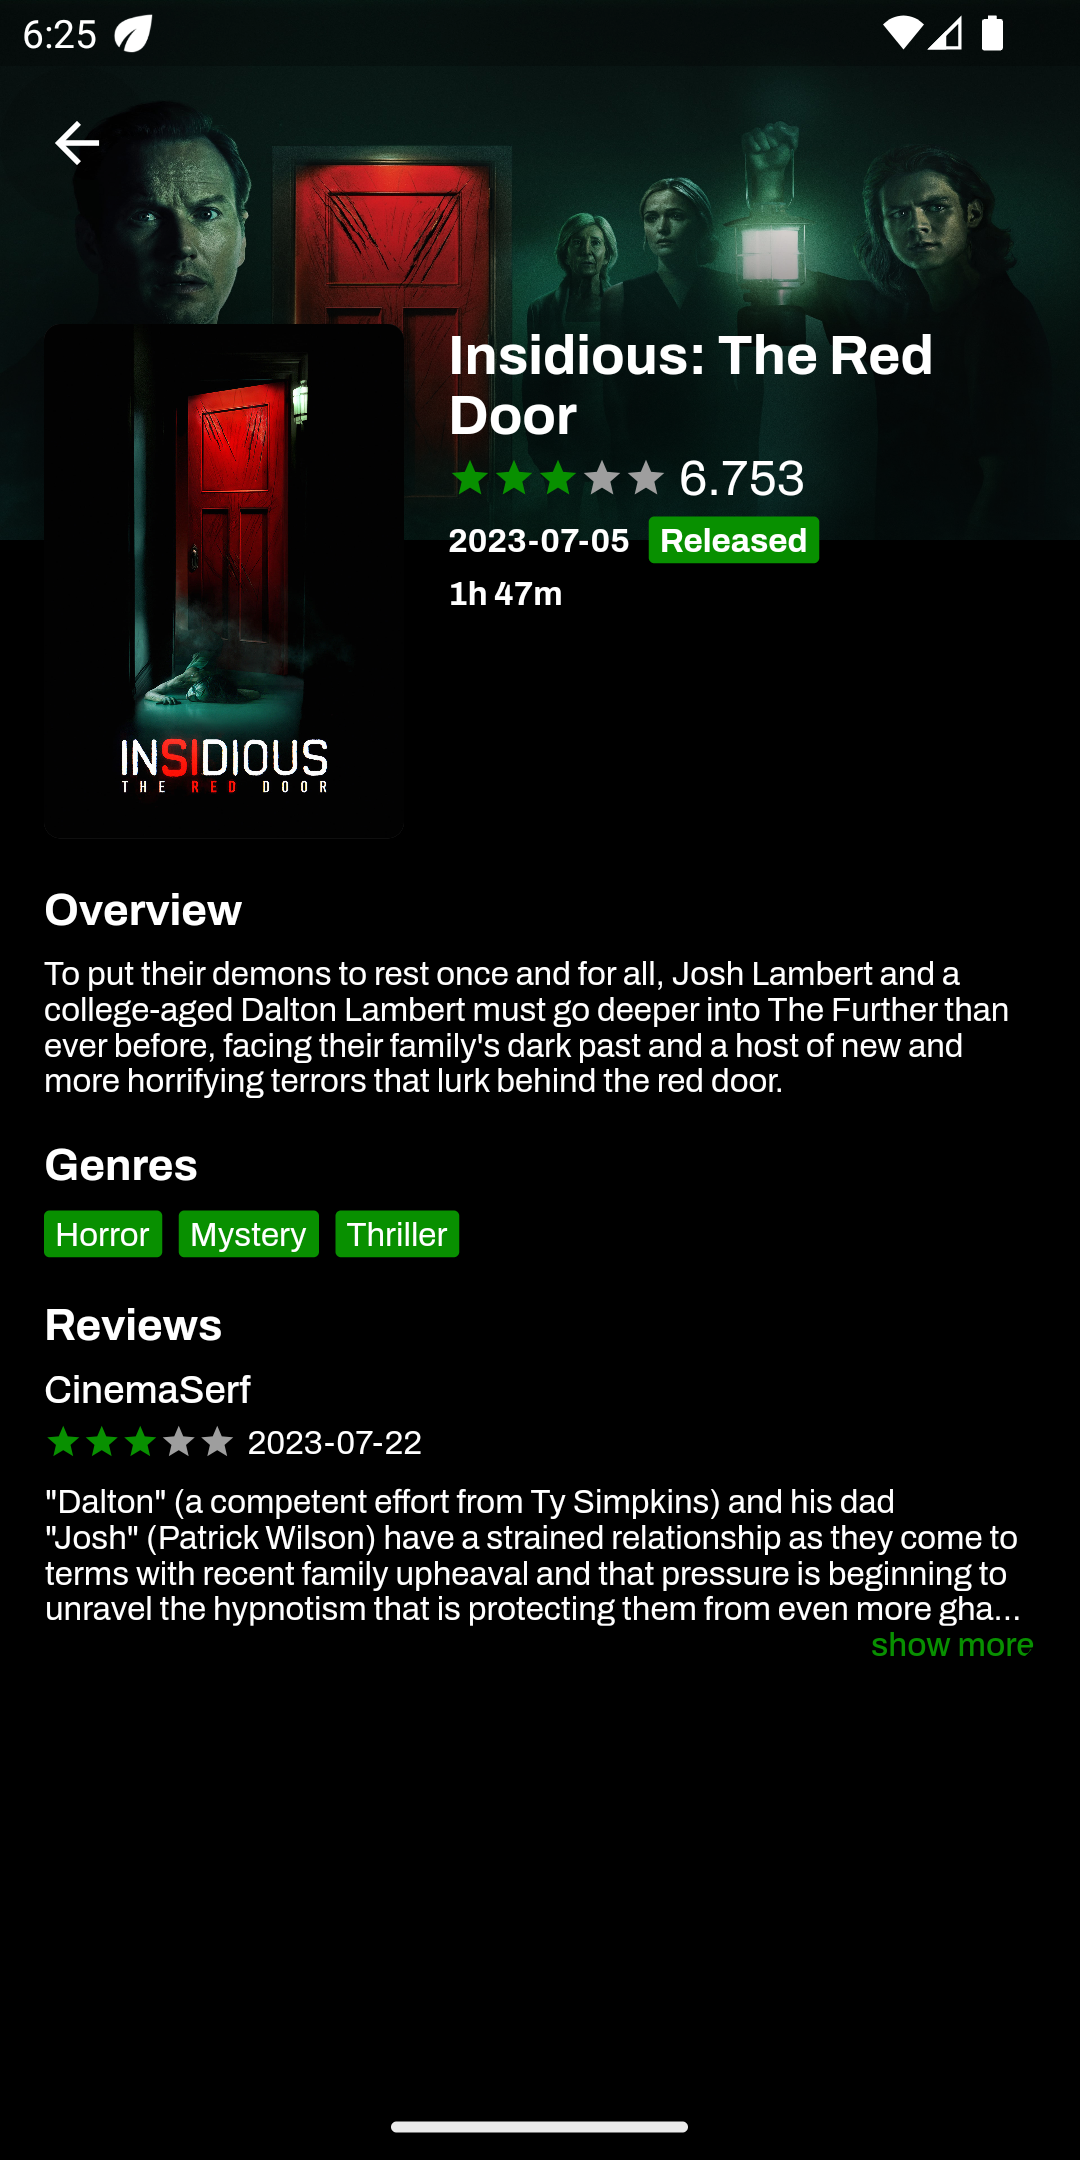 6:25
Insidious: The Red
Door
6.753
2023-07-05 Released
1h 47m
INSIDIOUS
THE RED DOOR
Overview
To put their demons to rest once and for all, Josh Lambert and a
college-aged Dalton Lambert must go deeper into The Further than
ever before, facing their family's dark past and a host of new and
more horrifying terrors that lurk behind the red door.
Genres
Horror Mystery Thriller
Reviews
CinemaSerf
2023-07-22
"Dalton" (a competent effort from Ty Simpkins) and his dad
"Josh" (Patrick Wilson) have a strained relationship as they come to
terms with recent family upheaval and that pressure is beginning to
unravel the hypnotism that is protecting them from even more gha...
show more